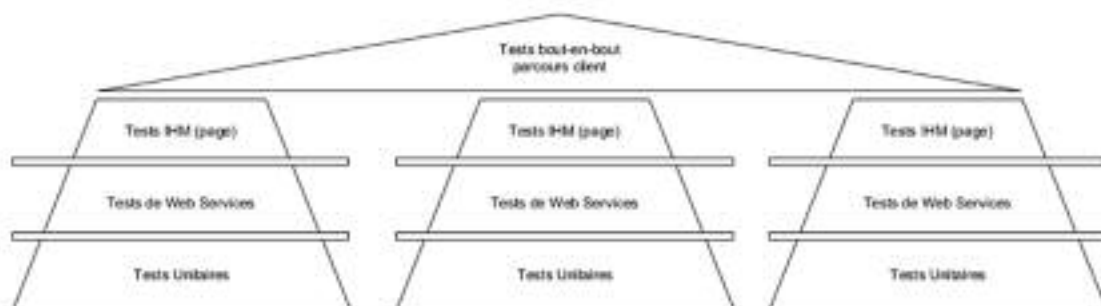 Tests bout-en-bout
parcours client
Tests IHM (page)
Tests IHM (page)
Tests IHM (page)
Tests de Web Services
Tests de Web Services
Tests de Web Services
Tests Unitaires
Tests Unitaires
Tests Unitaires